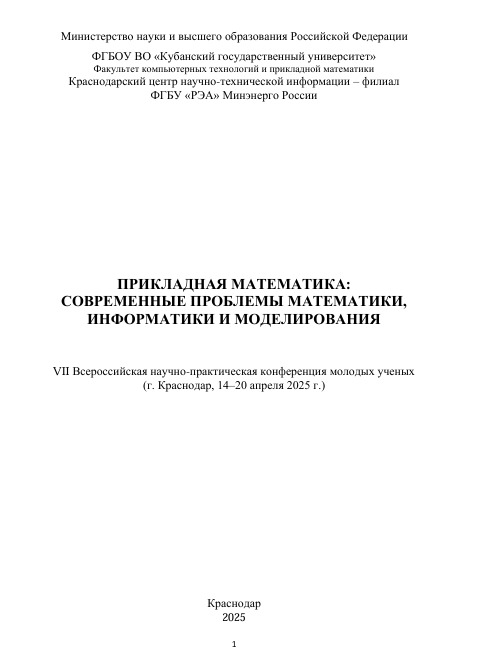 Министерство науки и высшего образования Российской Федерации
ФГБОУ ВО «Кубанский государственный университет»
Факультет компьютерных технологий и прикладной математики
Краснодарский центр научно-технической информации – филиал
ФГБУ «РЭА» Минэнерго России
ПРИКЛАДНАЯ МАТЕМАТИКА:
СОВРЕМЕННЫЕ ПРОБЛЕМЫ МАТЕМАТИКИ,
ИНФОРМАТИКИ И МОДЕЛИРОВАНИЯ
VII Всероссийская научно-практическая конференция молодых ученых
(г. Краснодар, 14–20 апреля 2025 г.)
Краснодар
2025
1